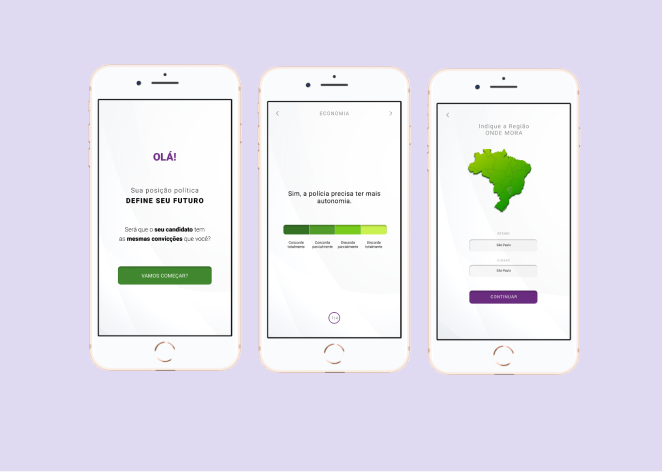 OLÁ!
Sua posição política
DEFINE SEU FUTURO
Será que o seu candidato tem
as mesmas convicções que você?
VAMOS COMEÇAR?
ECONOMIA
Sim, a polícia precisa ter mais
autonomia.
Concordo totalmente
Concordo parcialmente
Discordo parcialmente
Discordo totalmente
Indique a Região
ONDE MORA
ESTADO
São Paulo
CIDADE
São Paulo
CONTINUAR